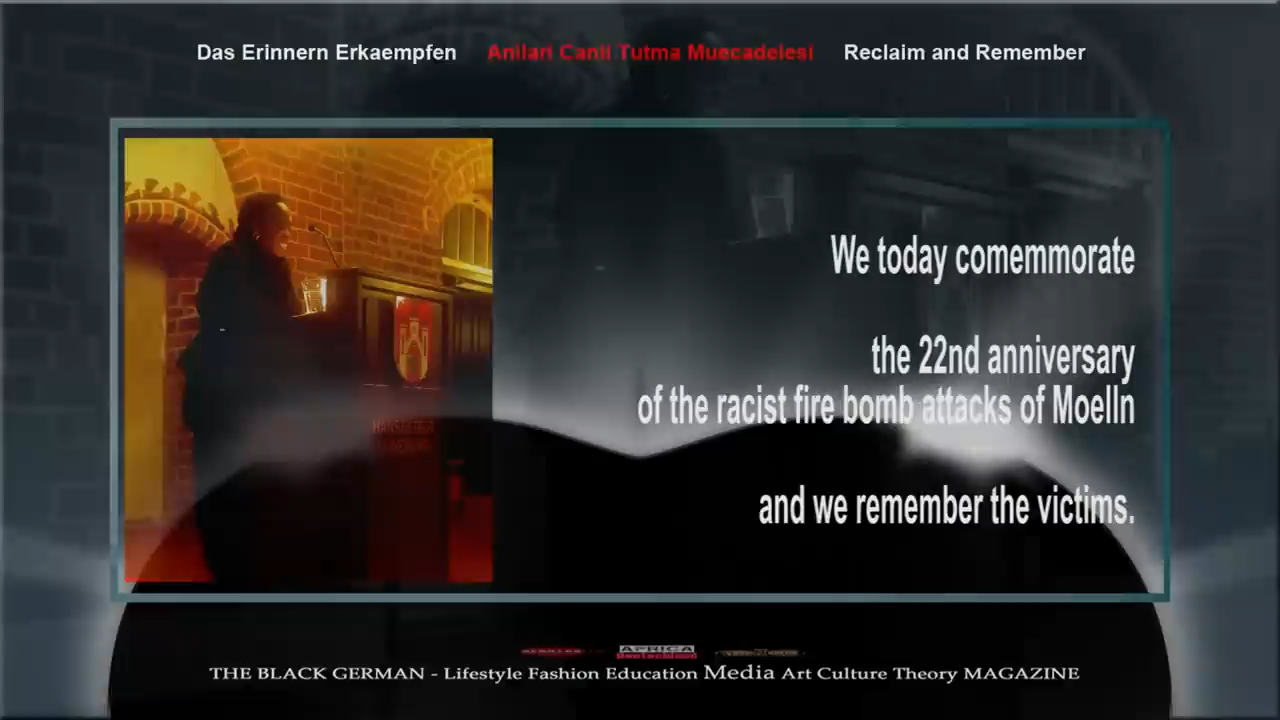 Das Erinnern Erkaempfen Anilari Canli Tutma Muecadelesi Reclaim and Remember
We today comemmorate
the 22nd anniversary
of the racist fire bomb attacks of Moelln
and we remember the victims.
AFRICA
THE BLACK GERMAN - Lifestyle Fashion Education Media Art Culture Theory MAGAZINE